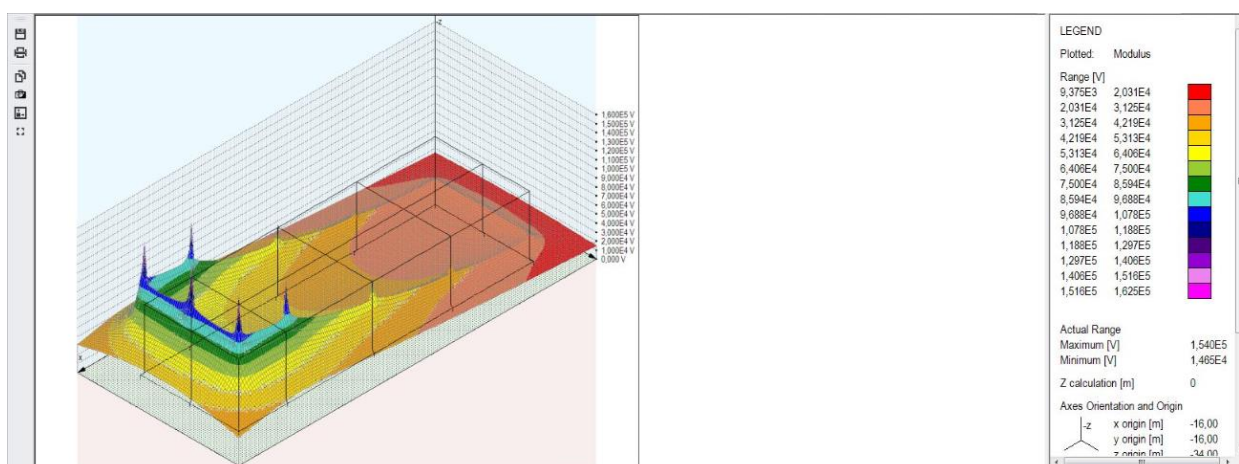 -z
1,600E5 V
1,500E5 V
1,400E5 V
1,300E5 V
1,200E5 V
1,100E5 V
1,000E5 V
9,000E4 V
8,000E4 V
7,000E4 V
6,000E4 V
5,000E4 V
4,000E4 V
3,000E4 V
2,000E4 V
1,000E4 V
0,000 V
x
LEGEND
Plotted: Modulus
Range [V]
9,375E3 2,031E4
2,031E4 3,125E4
3,125E4 4,219E4
4,219E4 5,313E4
5,313E4 6,406E4
6,406E4 7,500E4
7,500E4 8,594E4
8,594E4 9,688E4
9,688E4 1,078E5
1,078E5 1,188E5
1,188E5 1,297E5
1,297E5 1,406E5
1,406E5 1,516E5
1,516E5 1,625E5
Actual Range
Maximum [V] 1,540E5
Minimum [V] 1,465E4
Z calculation [m] 0
Axes Orientation and Origin
-z x origin [m] -16,00
y origin [m] -16,00
z origin [m] -34,00